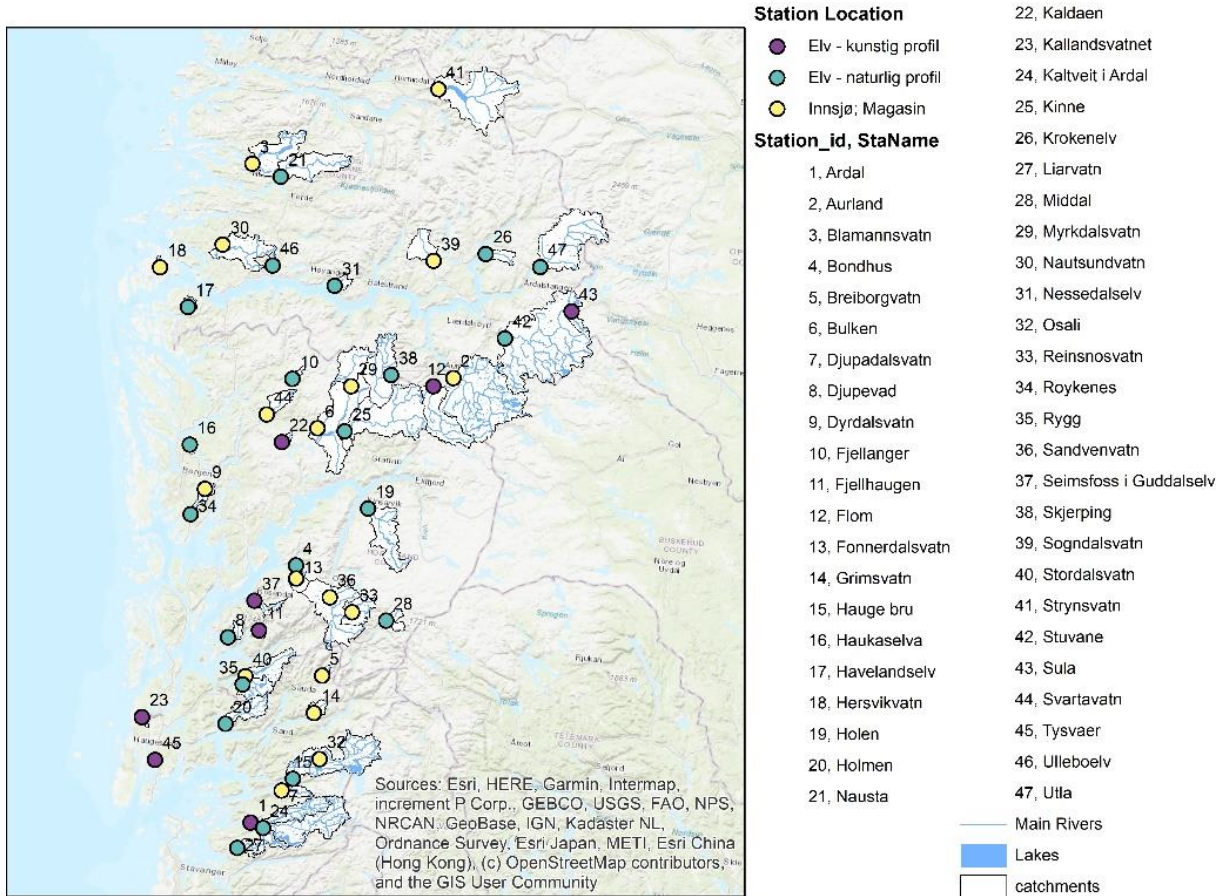 Station Location
Elv - kunstig profil
Elv - naturlig profil
Innsjø; Magasin
Station_id, StaName
1, Ardal
2, Aurland
3, Blamannsvatn
4, Bondhus
5, Breiborgvatn
6, Bulken
7, Djupadalsvatn
8, Djupevad
9, Dyrdalsvatn
10, Fjellanger
11, Fjellhaugen
12, Flom
13, Fonnerdalsvatn
14, Grimsvatn
15, Hauge bru
16, Haukaselva
17, Havelandselv
18, Hersvikvatn
19, Holen
20, Holmen
21, Nausta
22, Kaldaen
23, Kallandsvatnet
24, Kaltveit i Ardal
25, Kinne
26, Krokenelv
27, Liarvatn
28, Middal
29, Myrkdalsvatn
30, Nautsundvatn
31, Nessedalselv
32, Osali
33, Reinsnosvatn
34, Roykenes
35, Rygg
36, Sandvenvatn
37, Seimsfoss i Guddalselv
38, Skjerping
39, Sogndalsvatn
40, Stordalsvatn
41, Strynsvatn
42, Stuvane
43, Sula
44, Svartavatn
45, Tysvaer
46, Ulleboelv
47, Utla
Main Rivers
Lakes
catchments
41
3
21
30
18
46
39
26
47
31
17
43
42
10
38
29
12
2
44
6
22
25
16
9
34
19
4
13
36
37
33
11
28
8
40
35
5
14
20
23
45
32
15
7
1
24
27
Måløy
Sandane
Førde
Balestrand
Sauda
Sand
Stavanger
Sources: Esri, HERE, Garmin, Intermap,
increment P Corp., GEBCO, USGS, FAO, NPS,
NRCAN, GeoBase, IGN, Kadaster NL,
Ordnance Survey, Esri Japan, METI, Esri China
(Hong Kong), (c) OpenStreetMap contributors,
and the GIS User Community